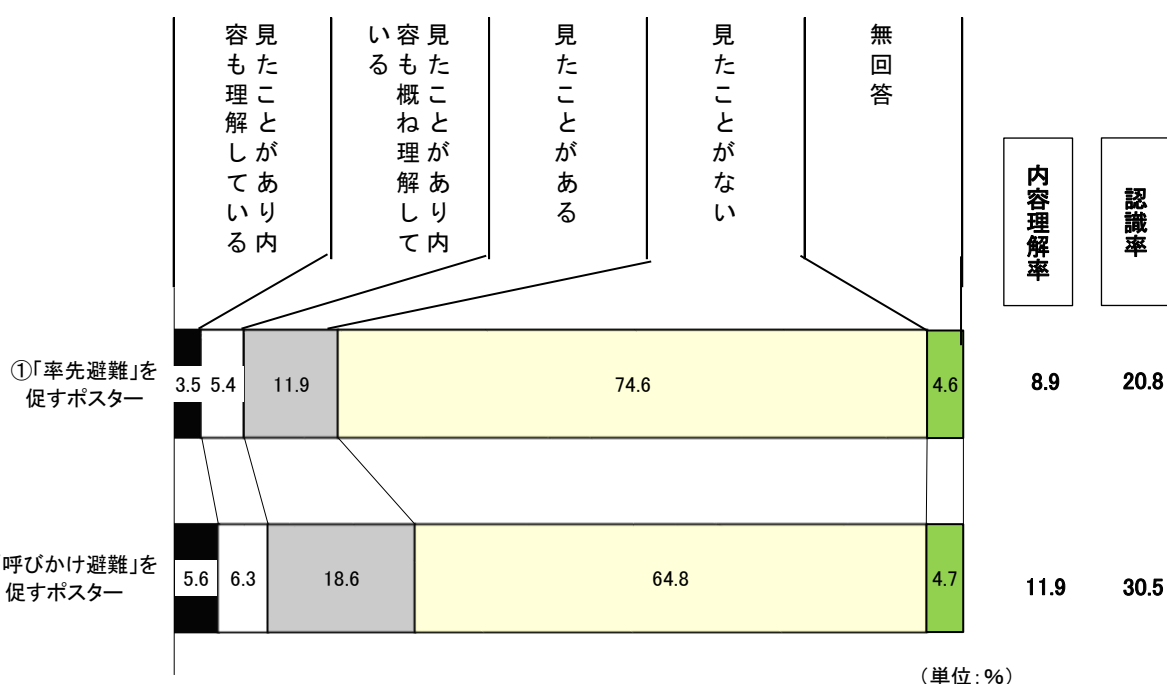 見たことがあり内
容も理解している
見たことがあり内
容も概ね理解して
いる
見たことがある
見たことがない
無回答
内容理解率
認識率
①「率先避難」を
促すポスター
3.5
5.4
11.9
74.6
4.6
8.9
20.8
呼びかけ避難」を
促すポスター
5.6
6.3
18.6
64.8
4.7
11.9
30.5
(単位:%)